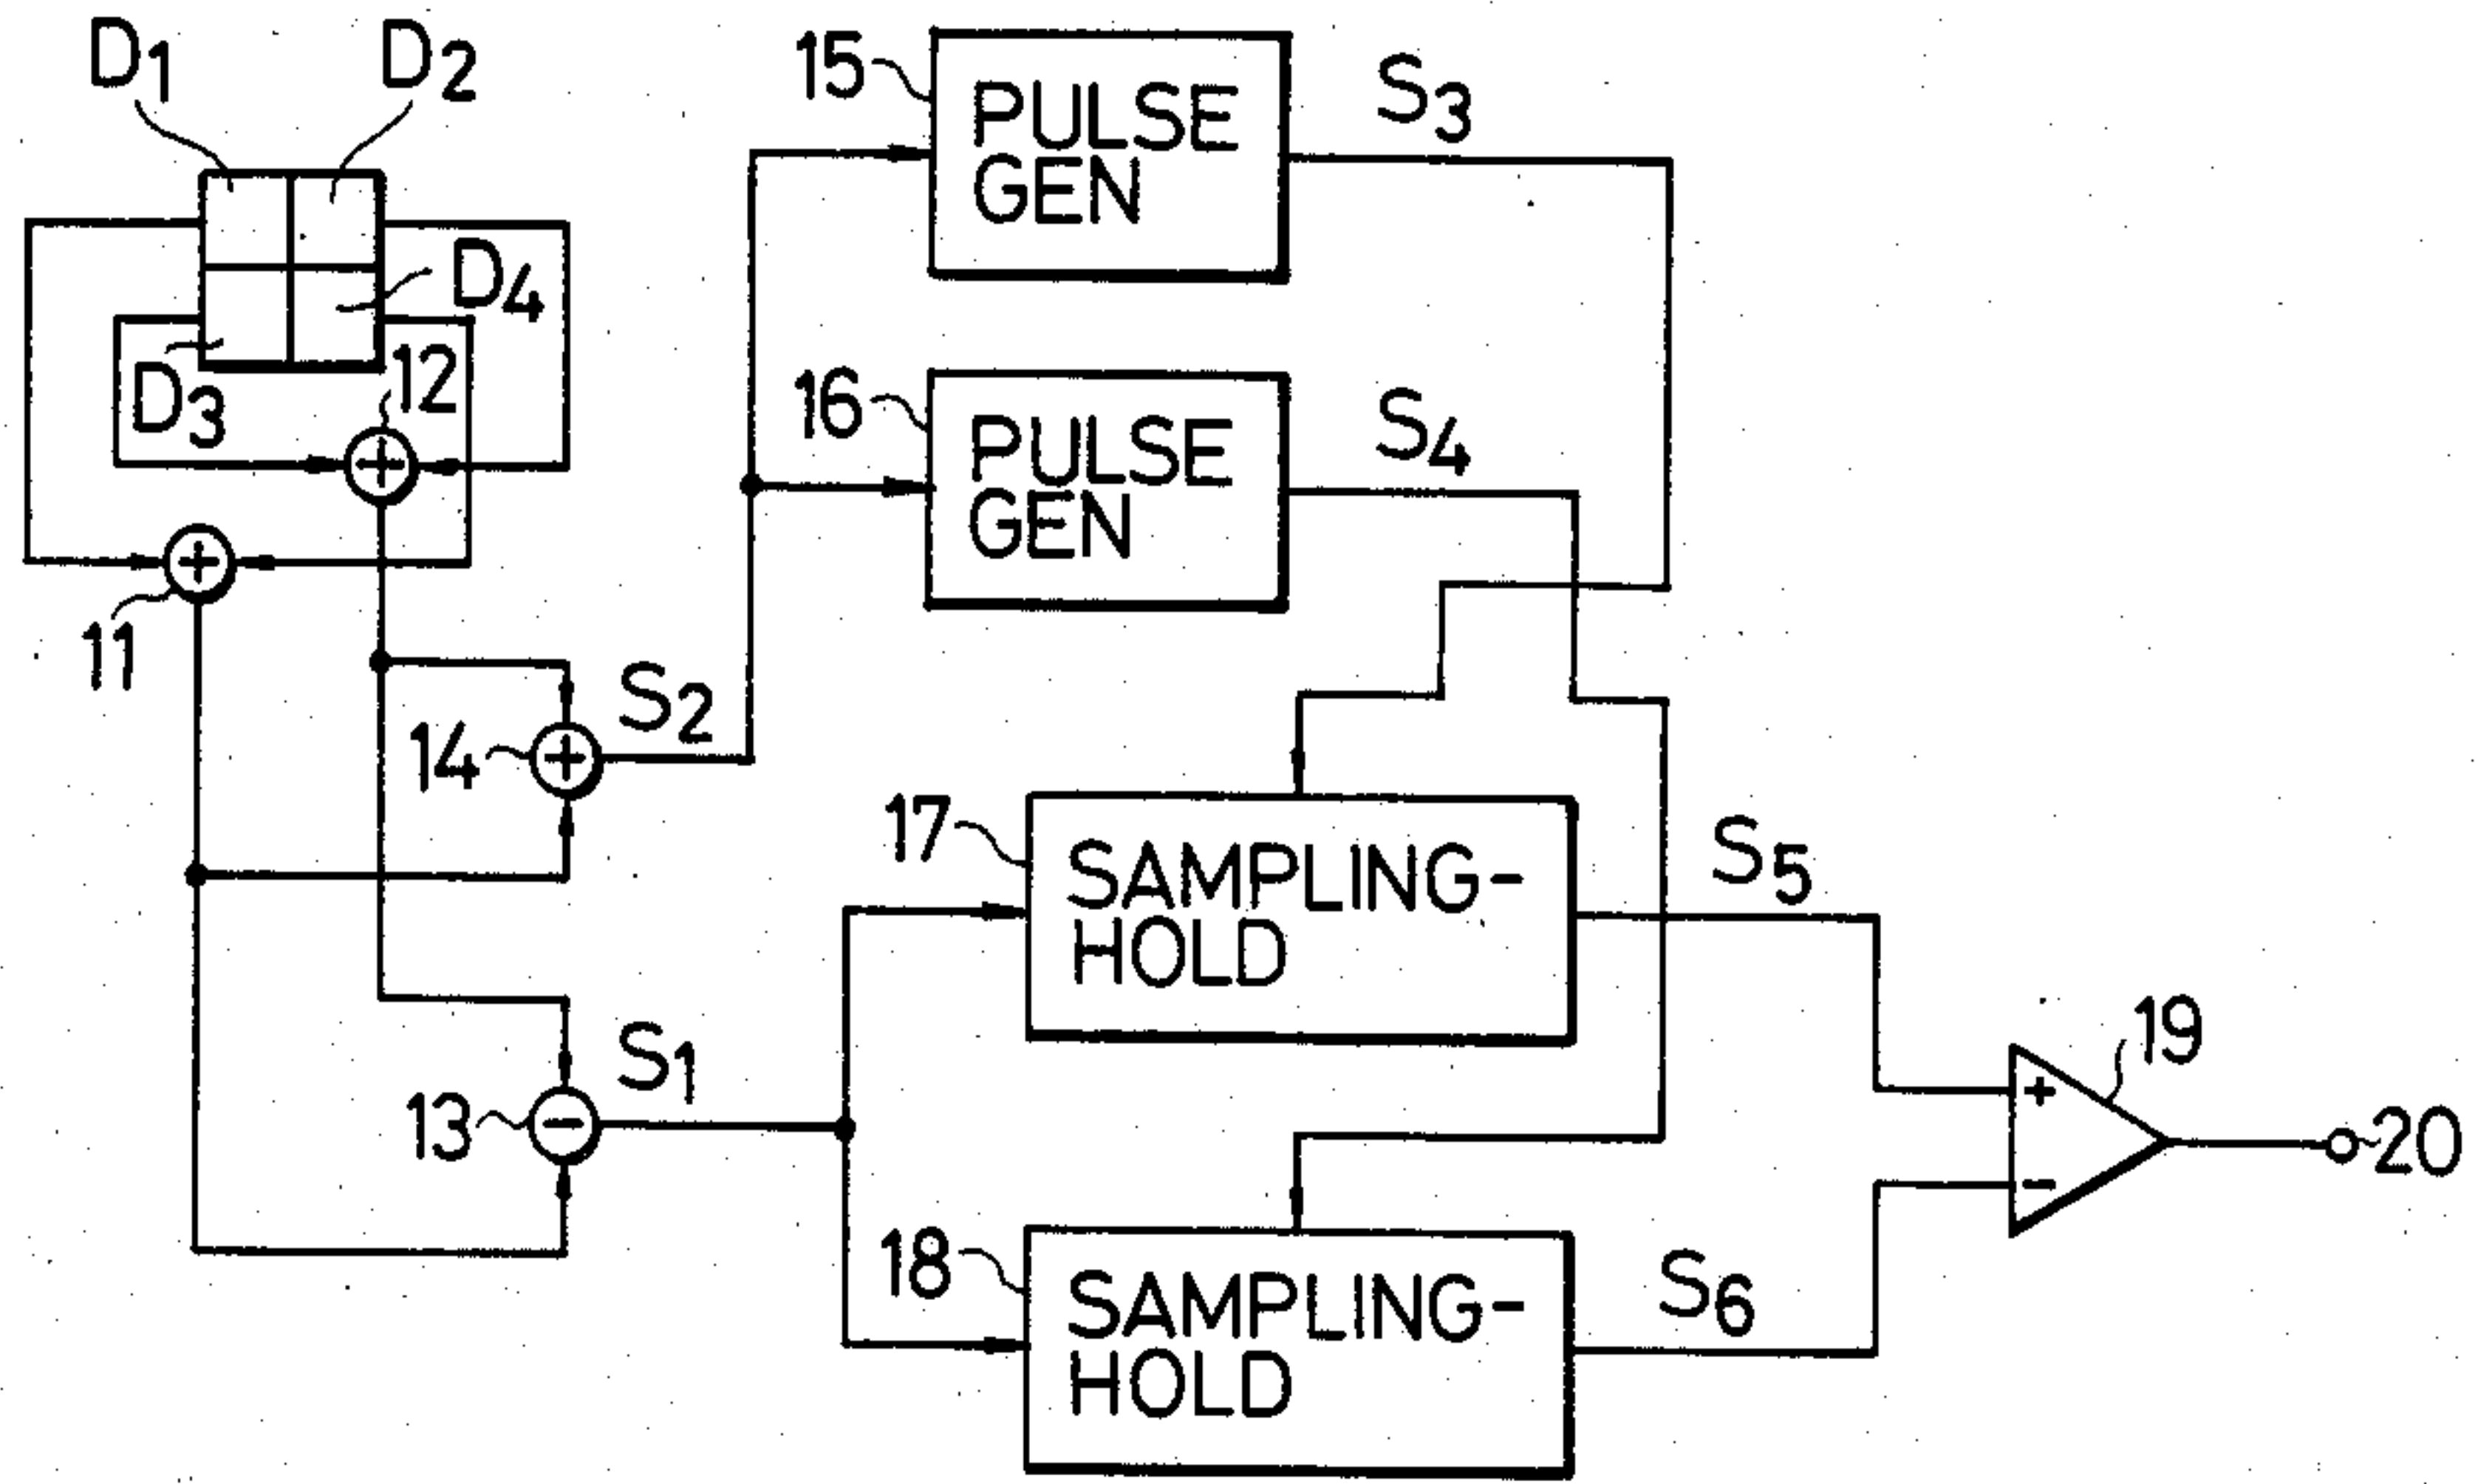 D1
D2
D4
D3
12
11
14
S2
13
S1
15
PULSE
GEN
S3
16
PULSE
GEN
S4
17
SAMPLING-
HOLD
S5
18
SAMPLING-
HOLD
S6
+
-
19
20